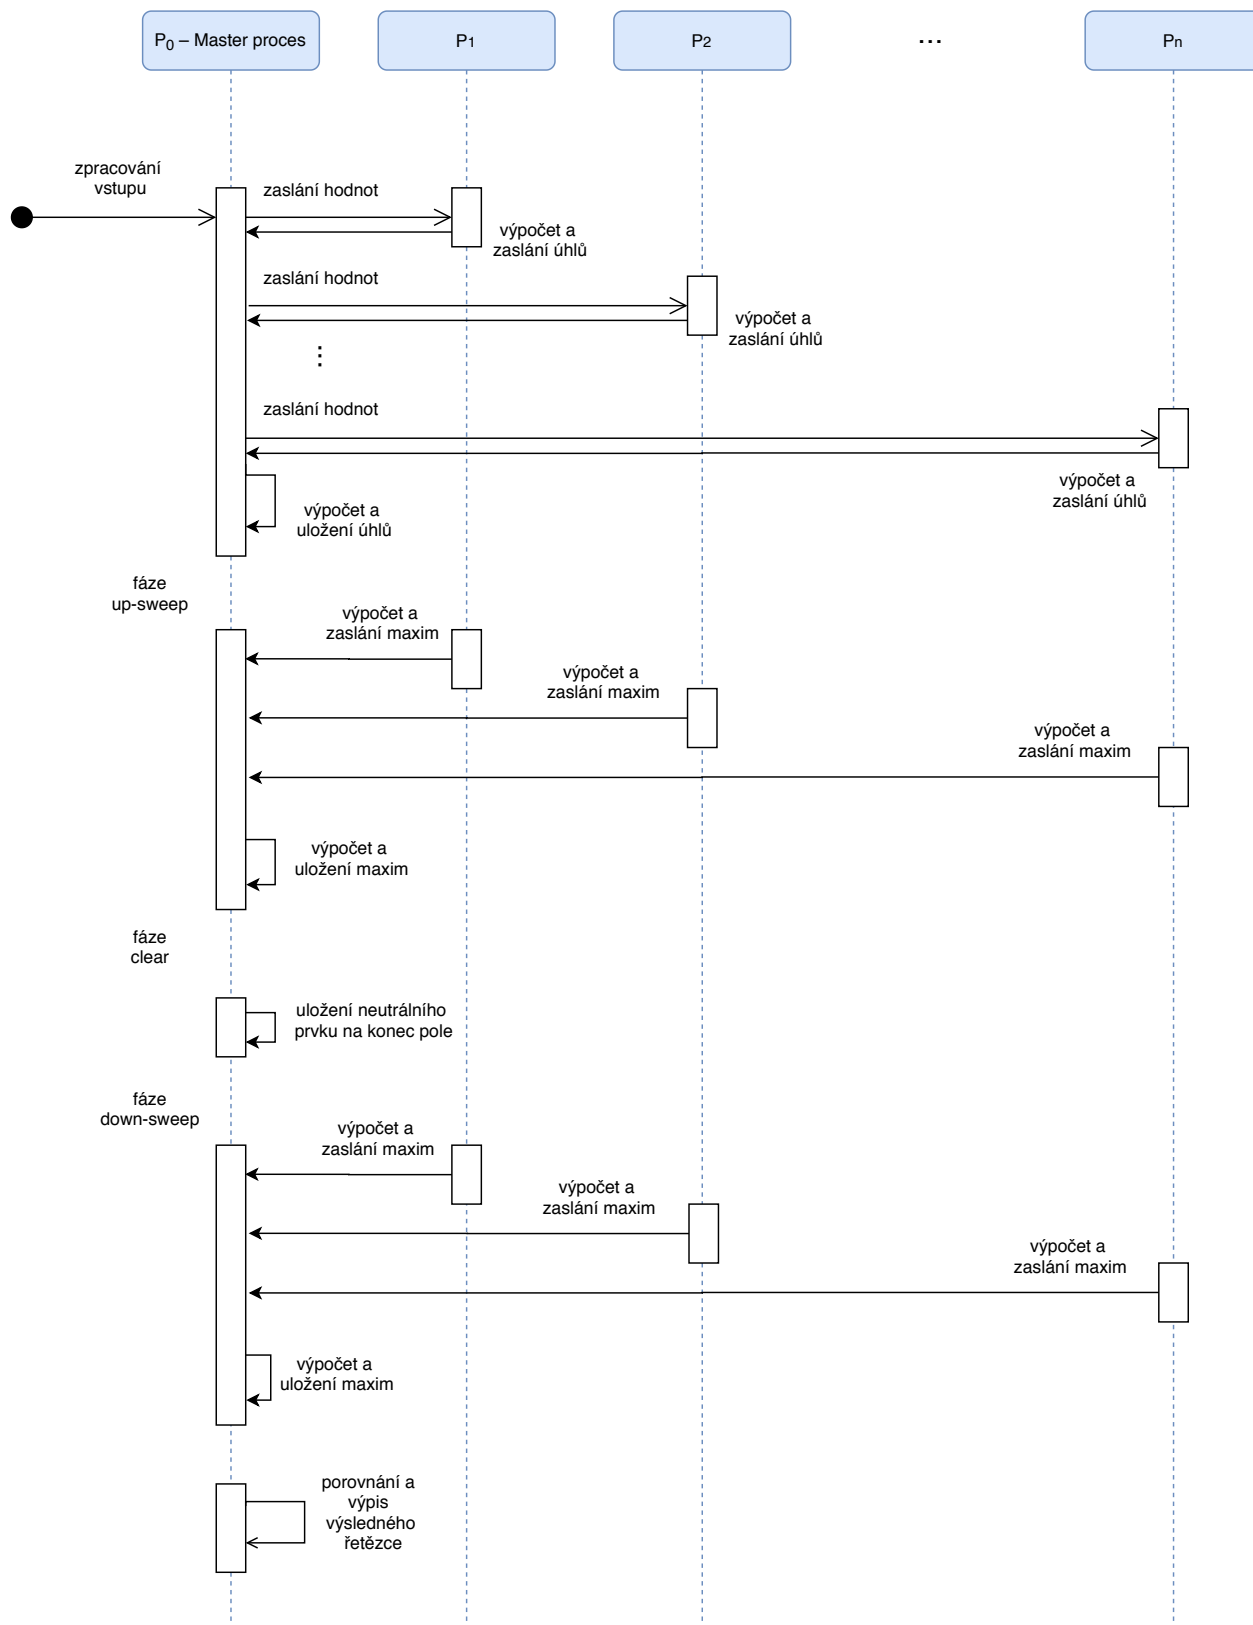 P0 – Master proces
P1
P2
...
Pn
zpracování
vstupu
zaslání hodnot
výpočet a
zaslání úhlů
zaslání hodnot
výpočet a
zaslání úhlů
...
zaslání hodnot
výpočet a
zaslání úhlů
výpočet a
uložení úhlů
fáze
up-sweep
výpočet a
zaslání maxim
výpočet a
zaslání maxim
výpočet a
zaslání maxim
výpočet a
uložení maxim
fáze
clear
uložení neutrálního
prvku na konec pole
fáze
down-sweep
výpočet a
zaslání maxim
výpočet a
zaslání maxim
výpočet a
zaslání maxim
výpočet a
uložení maxim
porovnání a
výpis
výsledného
řetězce